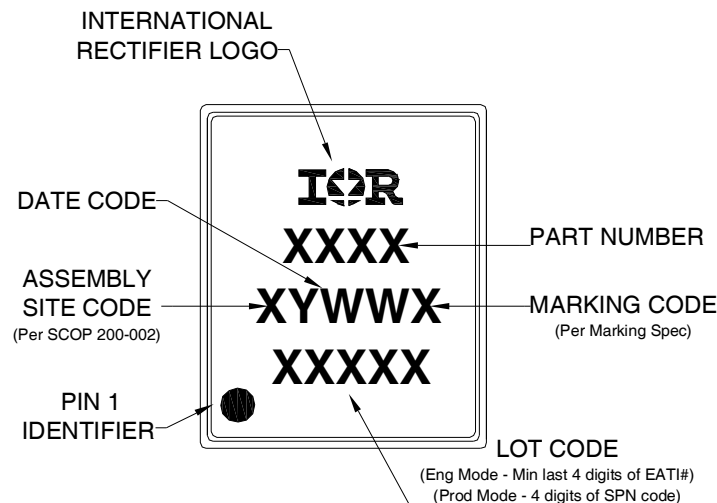 INTERNATIONAL
RECTIFIER LOGO
IOR
DATE CODE
XXXX
PART NUMBER
ASSEMBLY
SITE CODE
(Per SCOP 200-002)
XYWWX
MARKING CODE
(Per Marking Spec)
XXXXX
PIN 1
IDENTIFIER
LOT CODE
(Eng Mode - Min last 4 digits of EATI#)
(Prod Mode - 4 digits of SPN code)